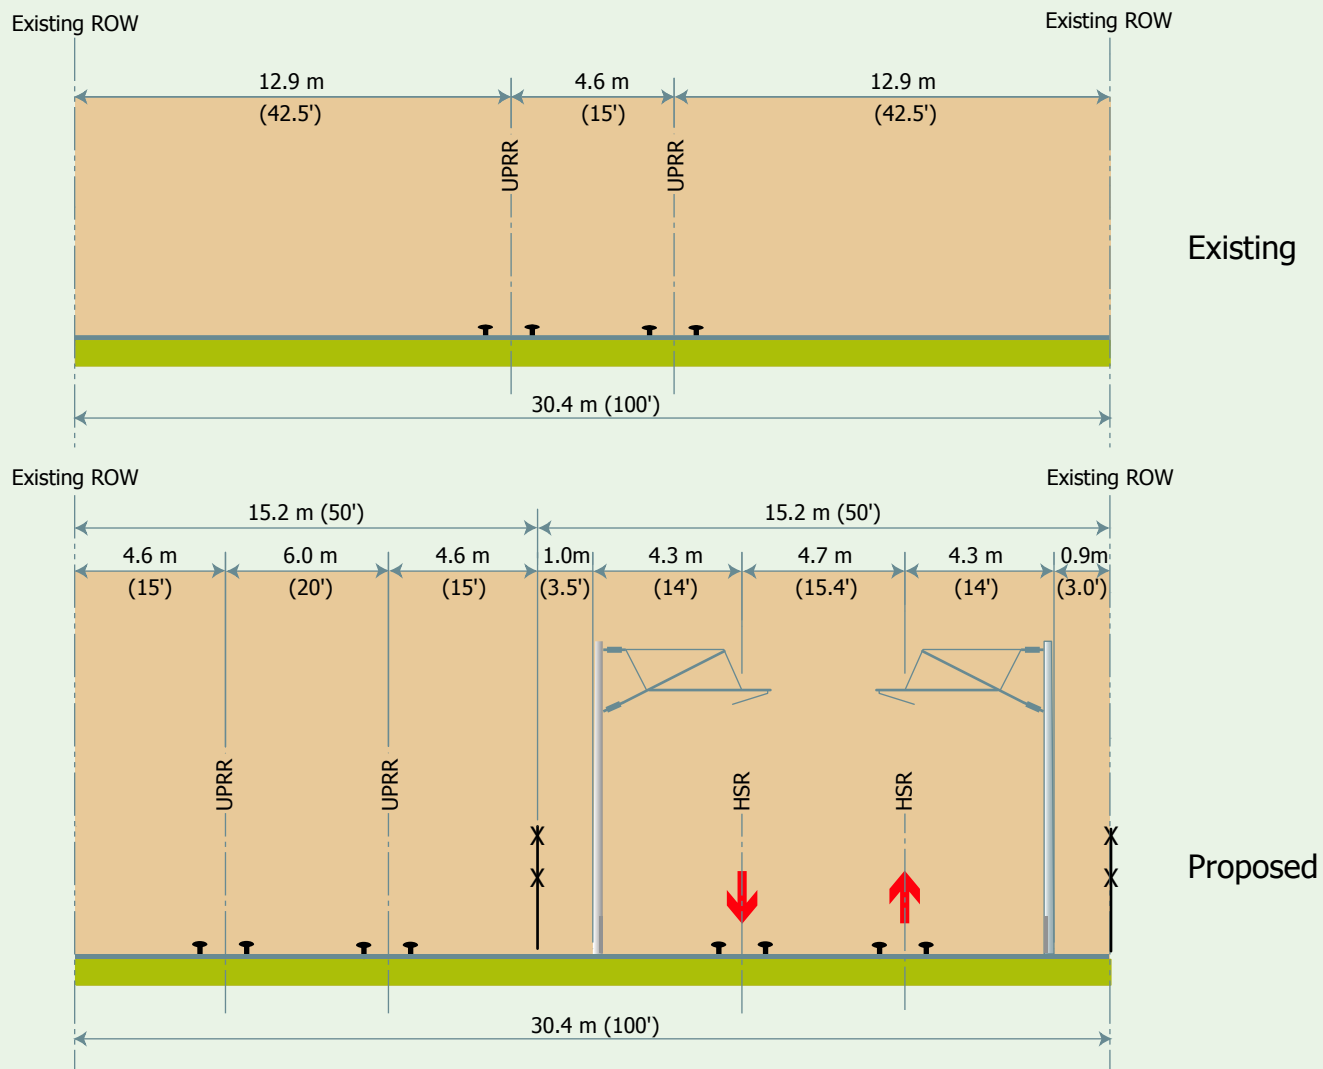 Existing ROW
Existing ROW
12.9 m
4.6 m
12.9 m
(42.5')
(15')
(42.5')
UPRR
UPRR
Existing
30.4 m (100')
Existing ROW
Existing ROW
15.2 m (50')
15.2 m (50')
4.6 m
6.0 m
4.6 m
1.0m
4.3 m
4.7 m
4.3 m
0.9m
(15')
(20')
(15')
(3.5')
(14')
(15.4')
(14')
(3.0')
UPRR
UPRR
HSR
HSR
X
X
X
X
Proposed
30.4 m (100')